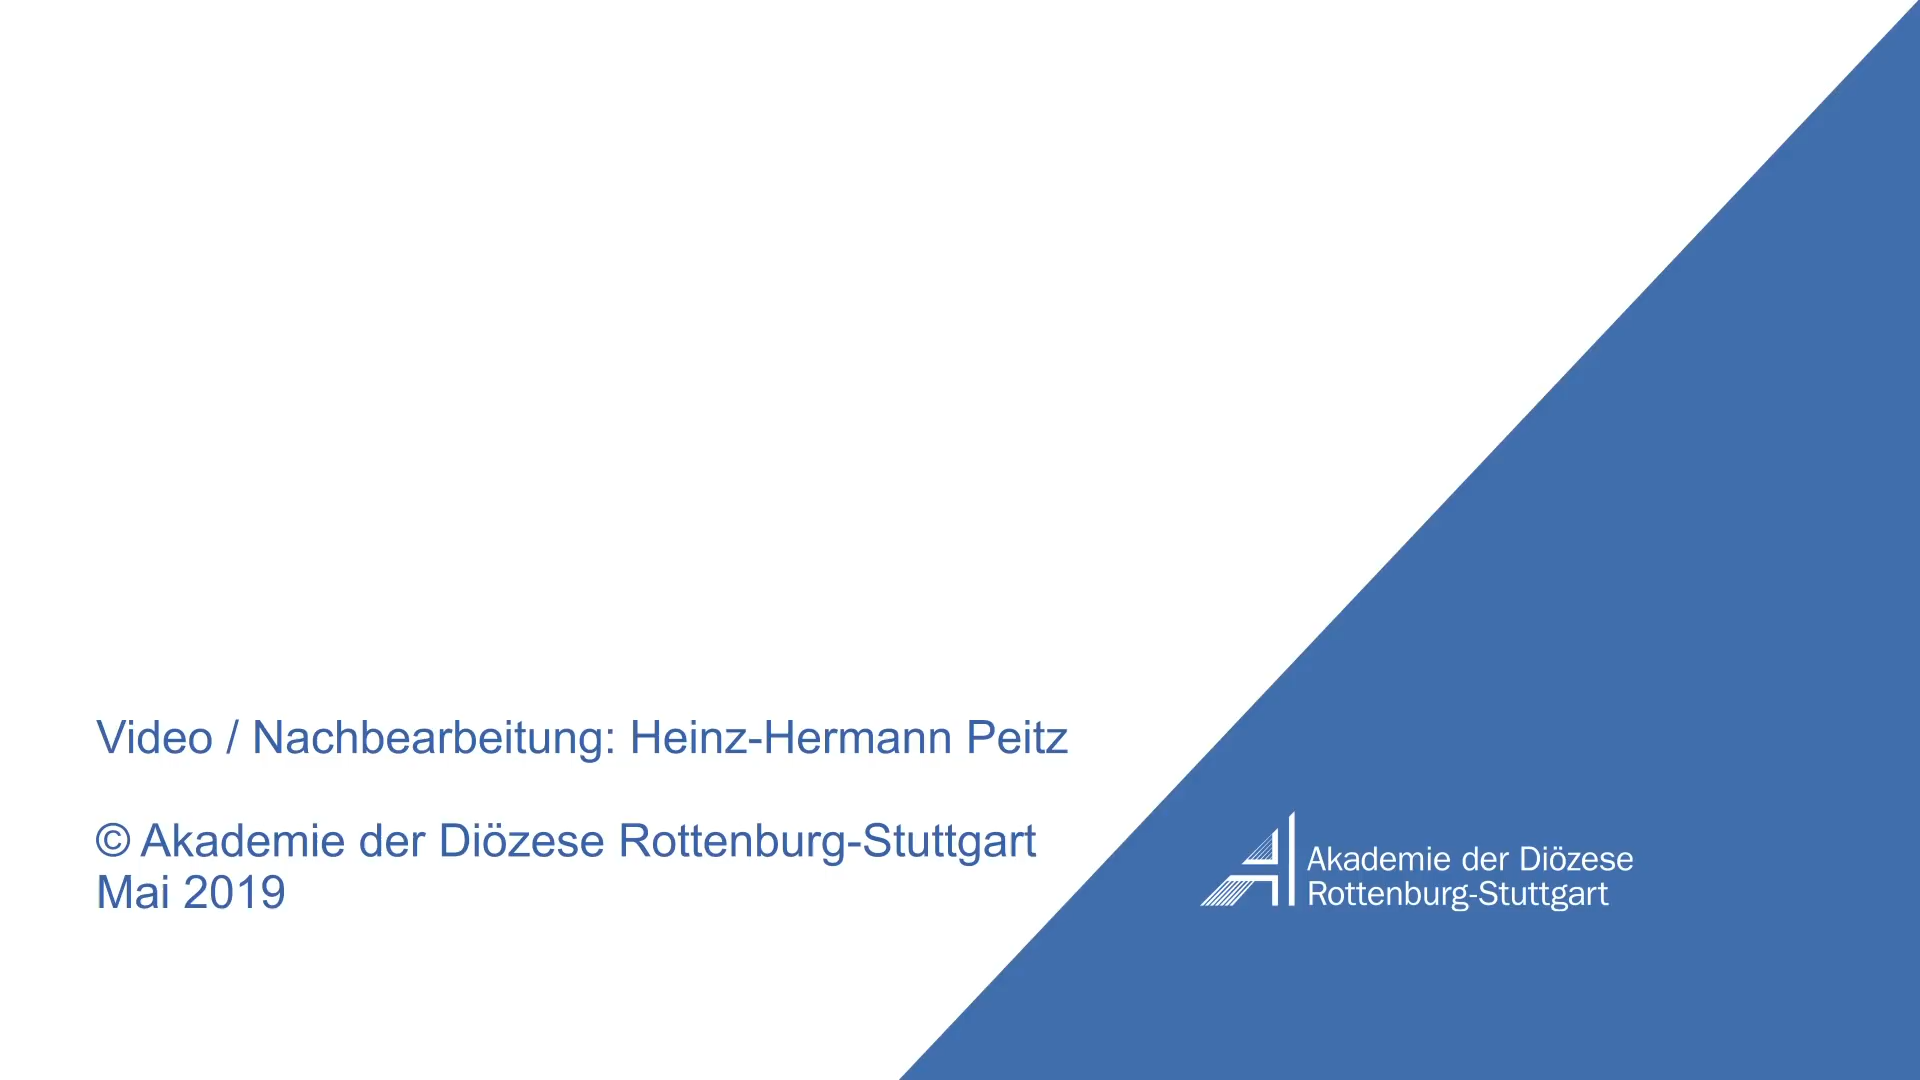 Video / Nachbearbeitung: Heinz-Hermann Peitz
© Akademie der Diözese Rottenburg-Stuttgart
Mai 2019
Akademie der Diözese
Rottenburg-Stuttgart